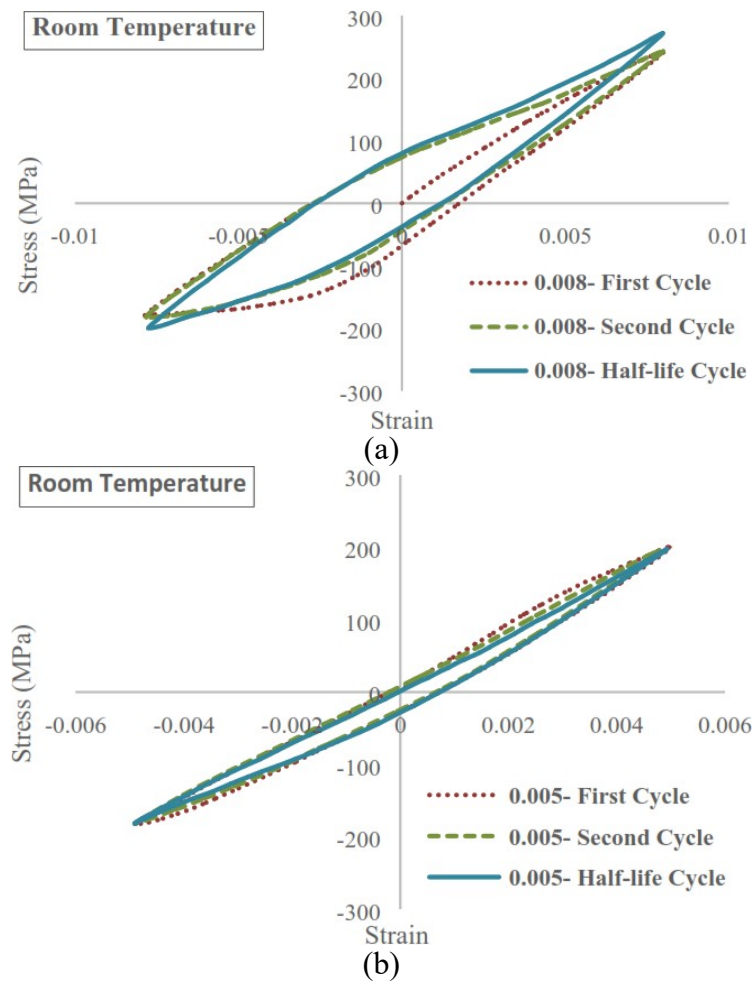 Room Temperature
300
200
100
0
-0.01
-0.005
0
0.005
0.01
-100
-200
-300
Stress (MPa)
Strain
0.008- First Cycle
0.008- Second Cycle
0.008- Half-life Cycle
(a)
Room Temperature
300
200
100
0
-0.006
-0.004
-0.002
0
0.002
0.004
0.006
-100
-200
-300
Stress (MPa)
Strain
0.005- First Cycle
0.005- Second Cycle
0.005- Half-life Cycle
(b)